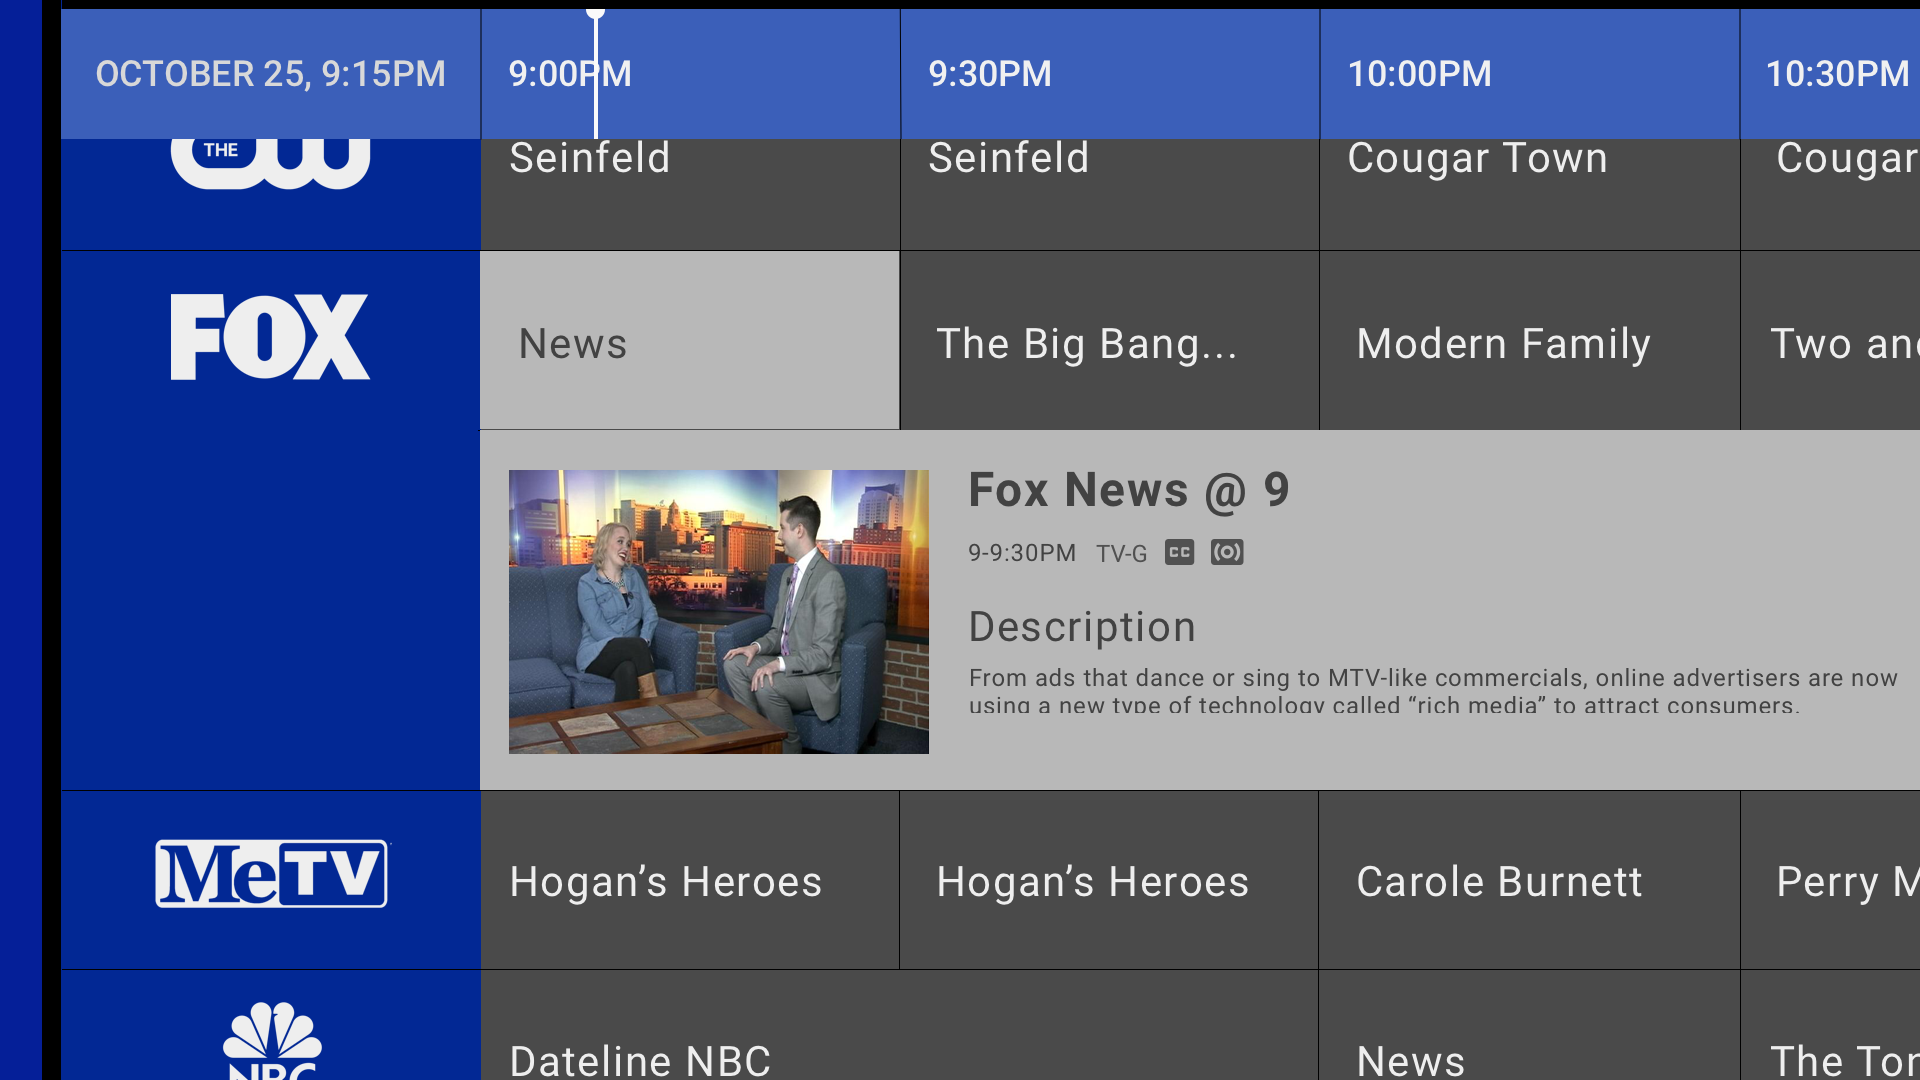 OCTOBER 25, 9:15PM 9:00PM 9:30PM 10:00PM 10:30PM
THE CW Seinfeld Seinfeld Cougar Town Cougar
FOX News The Big Bang... Modern Family Two and
Fox News @ 9
9-9:30PM TV-G CC
Description
From ads that dance or sing to MTV-like commercials, online advertisers are now
using a new type of technology called “rich media” to attract consumers.
MeTV Hogan’s Heroes Hogan’s Heroes Carole Burnett Perry M
NBC Dateline NBC News The Ton